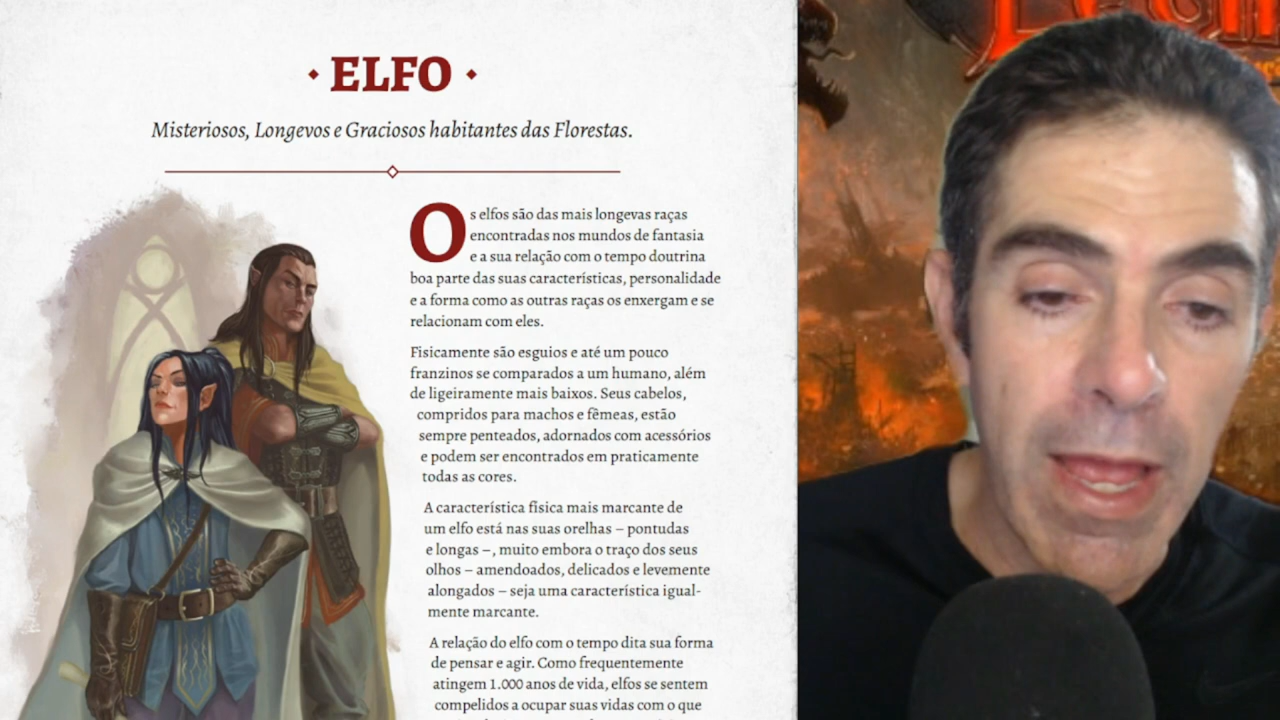 ELFO
Misteriosos, Longevos e Graciosos habitantes das Florestas.
Os elfos são das mais longevas raças
encontradas nos mundos de fantasia
e a sua relação com o tempo doutrina
boa parte das suas características, personalidade
e a forma como as outras raças os enxergam e se
relacionam com eles.
Fisicamente são esguios e até um pouco
franzinos se comparados a um humano, além
de ligeiramente mais baixos. Seus cabelos,
compridos para machos e fêmeas, estão
sempre penteados, adornados com acessórios
e podem ser encontrados em praticamente
todas as cores.
A característica física mais marcante de
um elfo está nas suas orelhas – pontudas
e longas –, muito embora o traço dos seus
olhos – amendoados, delicados e levemente
alongados – seja uma característica igual-
mente marcante.
A relação do elfo com o tempo dita sua forma
de pensar e agir. Como frequentemente
atingem 1.000 anos de vida, elfos se sentem
compelidos a ocupar suas vidas com o que